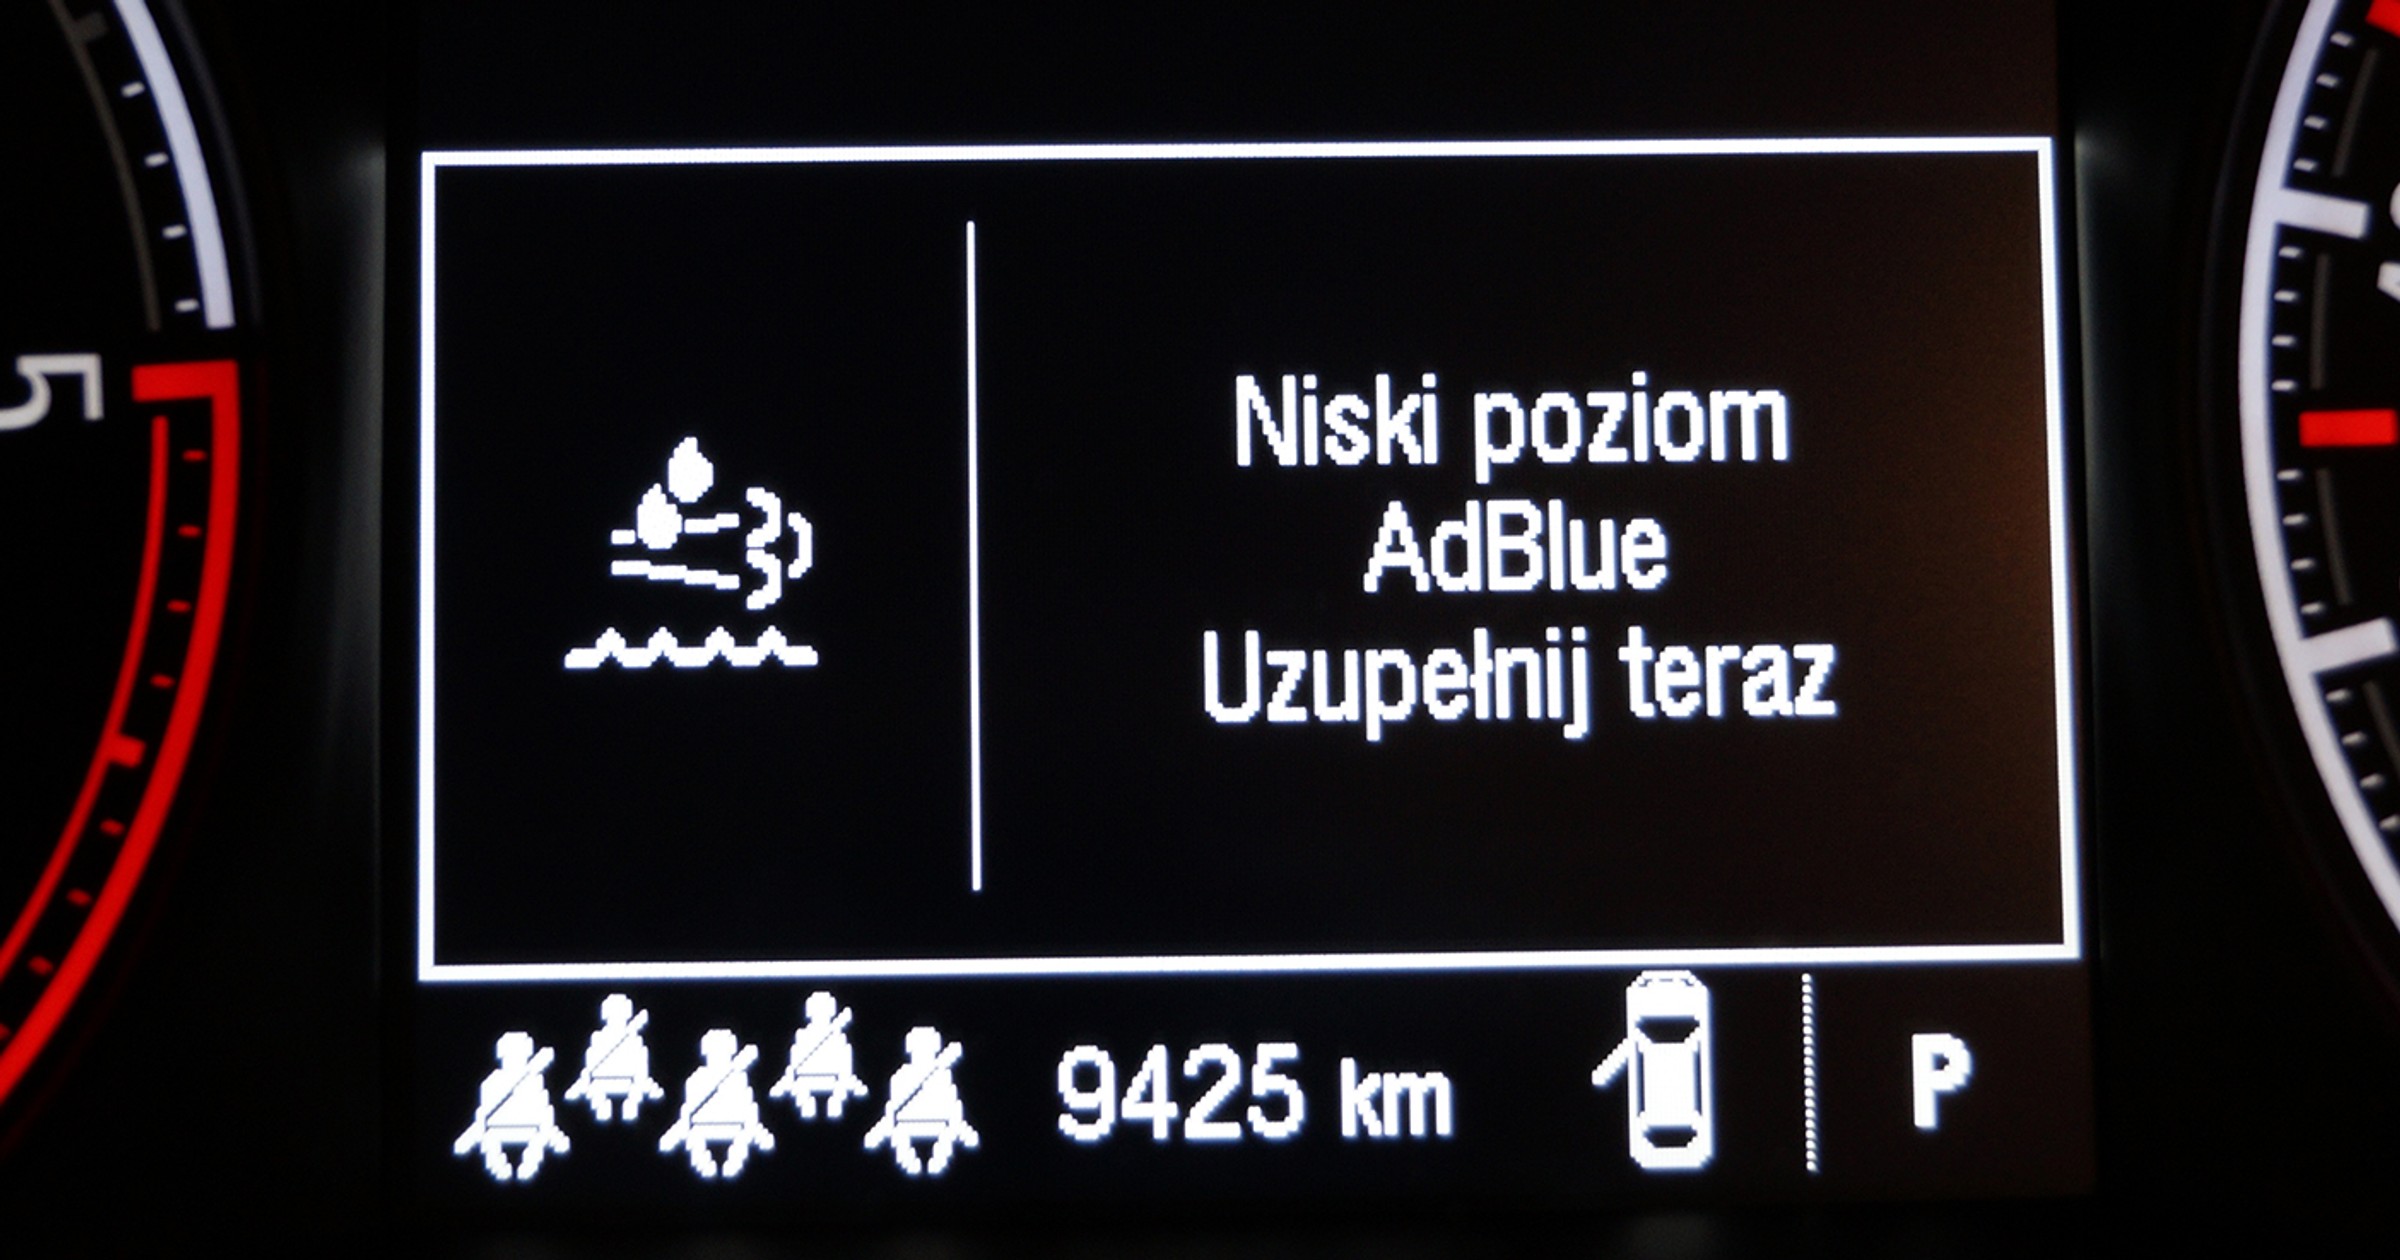 Niski poziom
AdBlue
Uzupełnij teraz
9425 km
P
5